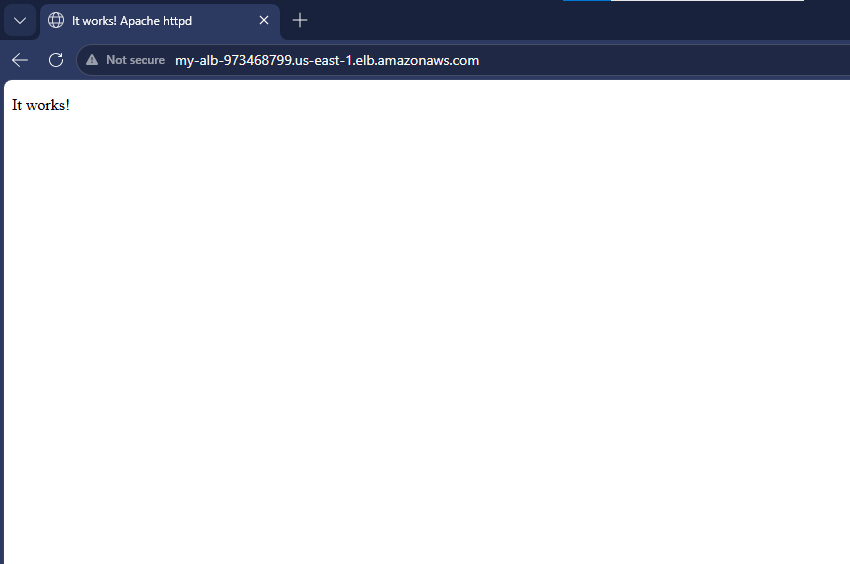 It works! Apache httpd
Not secure my-alb-973468799.us-east-1.elb.amazonaws.com
It works!